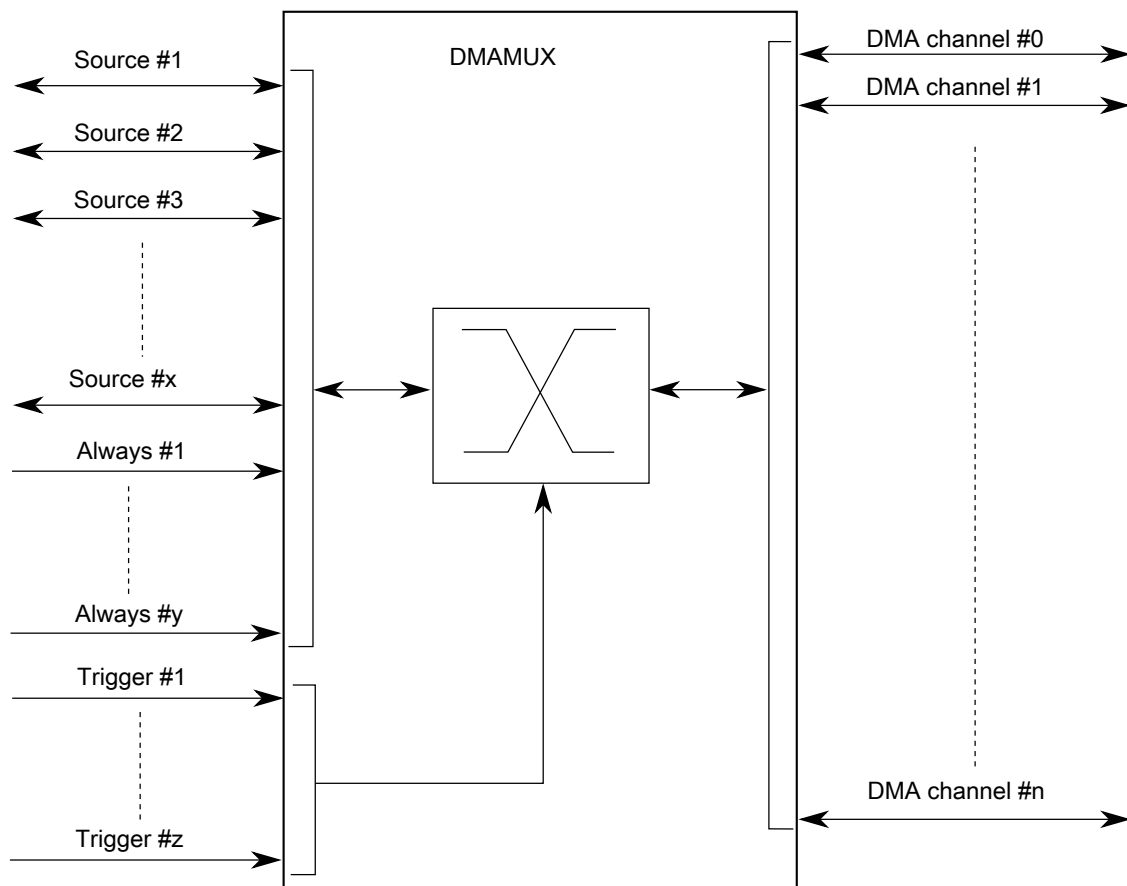 DMAMUX
Source #1
Source #2
Source #3
Source #x
Always #1
Always #y
Trigger #1
Trigger #z
DMA channel #0
DMA channel #1
DMA channel #n